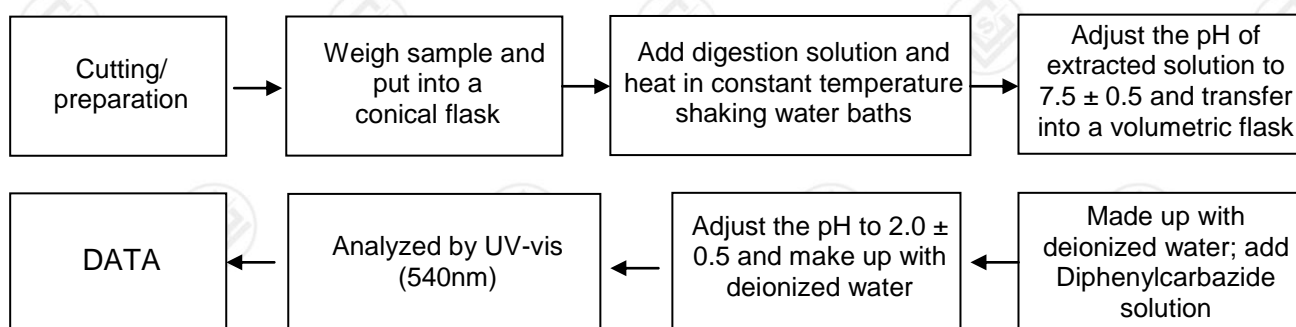 Cutting/
preparation
Weigh sample and
put into a
conical flask
Add digestion solution and
heat in constant temperature
shaking water baths
Adjust the pH of
extracted solution to
7.5 ± 0.5 and transfer
into a volumetric flask
Made up with
deionized water; add
Diphenylcarbazide
solution
Adjust the pH to 2.0 ±
0.5 and make up with
deionized water
Analyzed by UV-vis
(540nm)
DATA